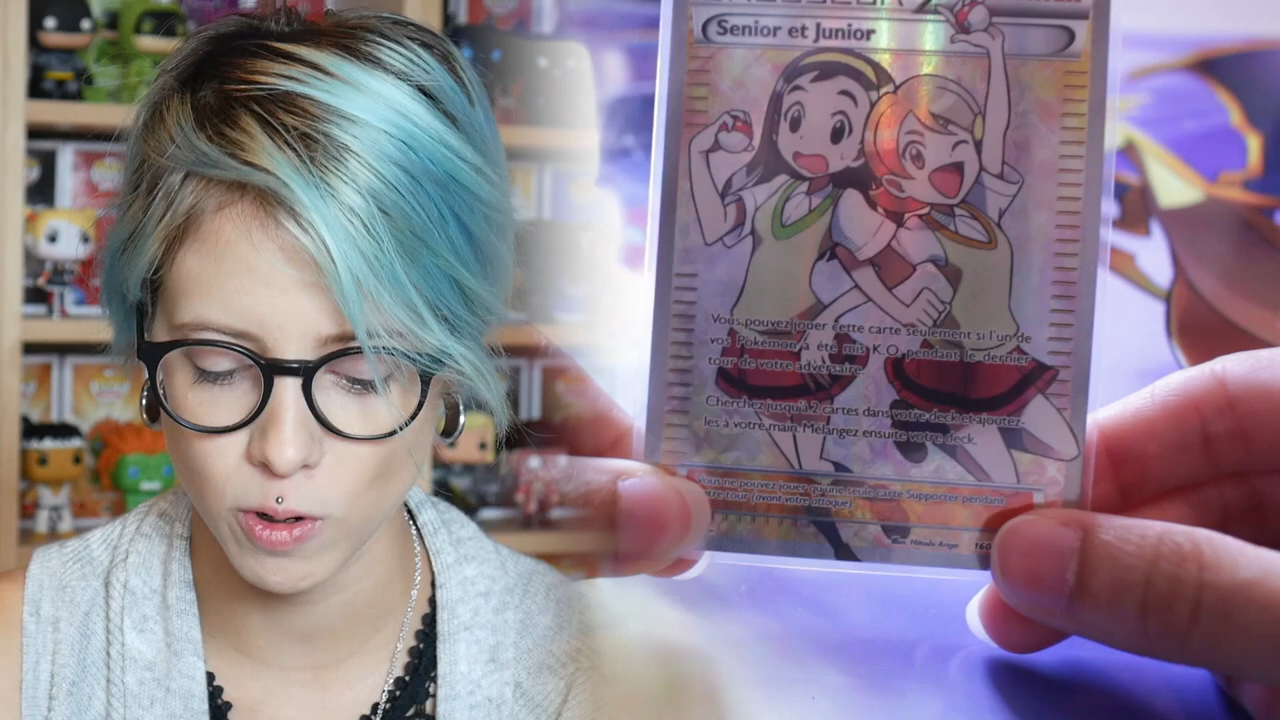 Senior et Junior
Vous pouvez jouer cette carte seulement si l'un de
vos Pokémon a été mis K.O. pendant le dernier
tour de votre adversaire.
Cherchez jusqu'à 2 cartes dans votre deck et ajoutez-
les à votre main. Mélangez ensuite votre deck.
Vous ne pouvez jouer qu'une seule carte Supporter pendant
votre tour (avant votre attaque).
160